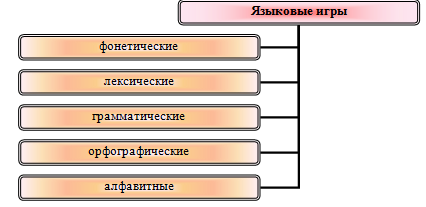 Языковые игры
фонетические
лексические
грамматические
орфографические
алфавитные